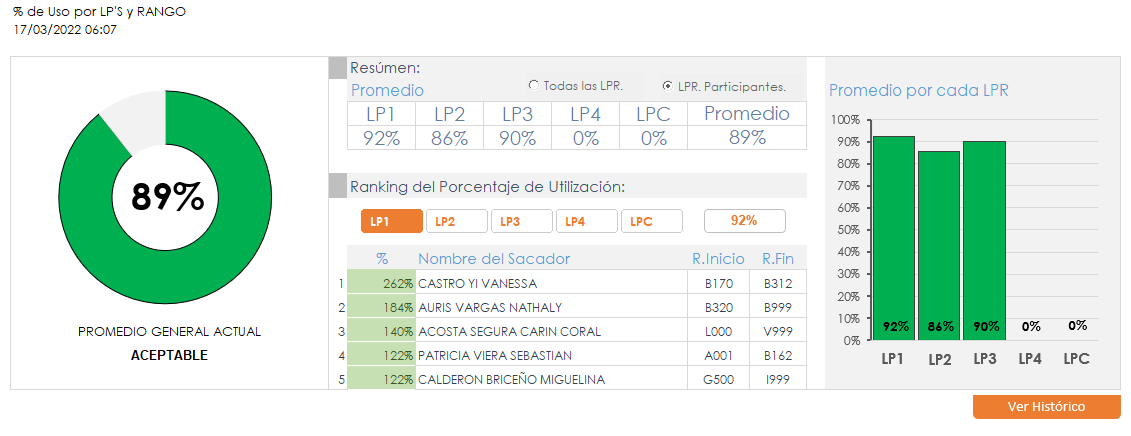 % de Uso por LP'S y RANGO
17/03/2022 06:07
89%
PROMEDIO GENERAL ACTUAL
ACEPTABLE
Resúmen:
Promedio
Todas las LPR.
LPR. Participantes.
LP1 LP2 LP3 LP4 LPC Promedio
92% 86% 90% 0% 0% 89%
Ranking del Porcentaje de Utilización:
LP1 LP2 LP3 LP4 LPC 92%
% Nombre del Sacador R.Inicio R.Fin
1 262% CASTRO YI VANESSA B170 B312
2 184% AURIS VARGAS NATHALY B320 B999
3 140% ACOSTA SEGURA CARIN CORAL L000 V999
4 122% PATRICIA VIERA SEBASTIAN A001 B162
5 122% CALDERON BRICEÑO MIGUELINA G500 I999
Promedio por cada LPR
100%
90%
80%
70%
60%
50%
40%
30%
20%
10%
0%
92% 86% 90% 0% 0%
LP1 LP2 LP3 LP4 LPC
Ver Histórico